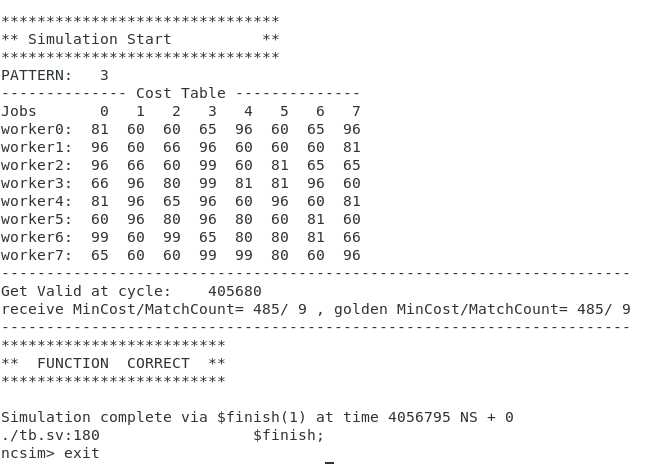 *******************************
** Simulation Start          **
*******************************
PATTERN:   3
-------------- Cost Table --------------
Jobs       0   1   2   3   4   5   6   7
worker0:  81  60  60  65  96  60  65  96
worker1:  96  60  66  96  60  60  60  81
worker2:  96  66  60  99  60  81  65  65
worker3:  66  96  80  99  81  81  96  60
worker4:  81  96  65  96  60  96  60  81
worker5:  60  96  80  96  80  60  81  60
worker6:  99  60  99  65  80  80  81  66
worker7:  65  60  60  99  99  80  60  96
----------------------------------------------------------------------
Get Valid at cycle:    405680
receive MinCost/MatchCount= 485/ 9 , golden MinCost/MatchCount= 485/ 9
----------------------------------------------------------------------
*************************
**  FUNCTION  CORRECT  **
*************************
Simulation complete via $finish(1) at time 4056795 NS + 0
./tb.sv:180                 $finish;
ncsim> exit